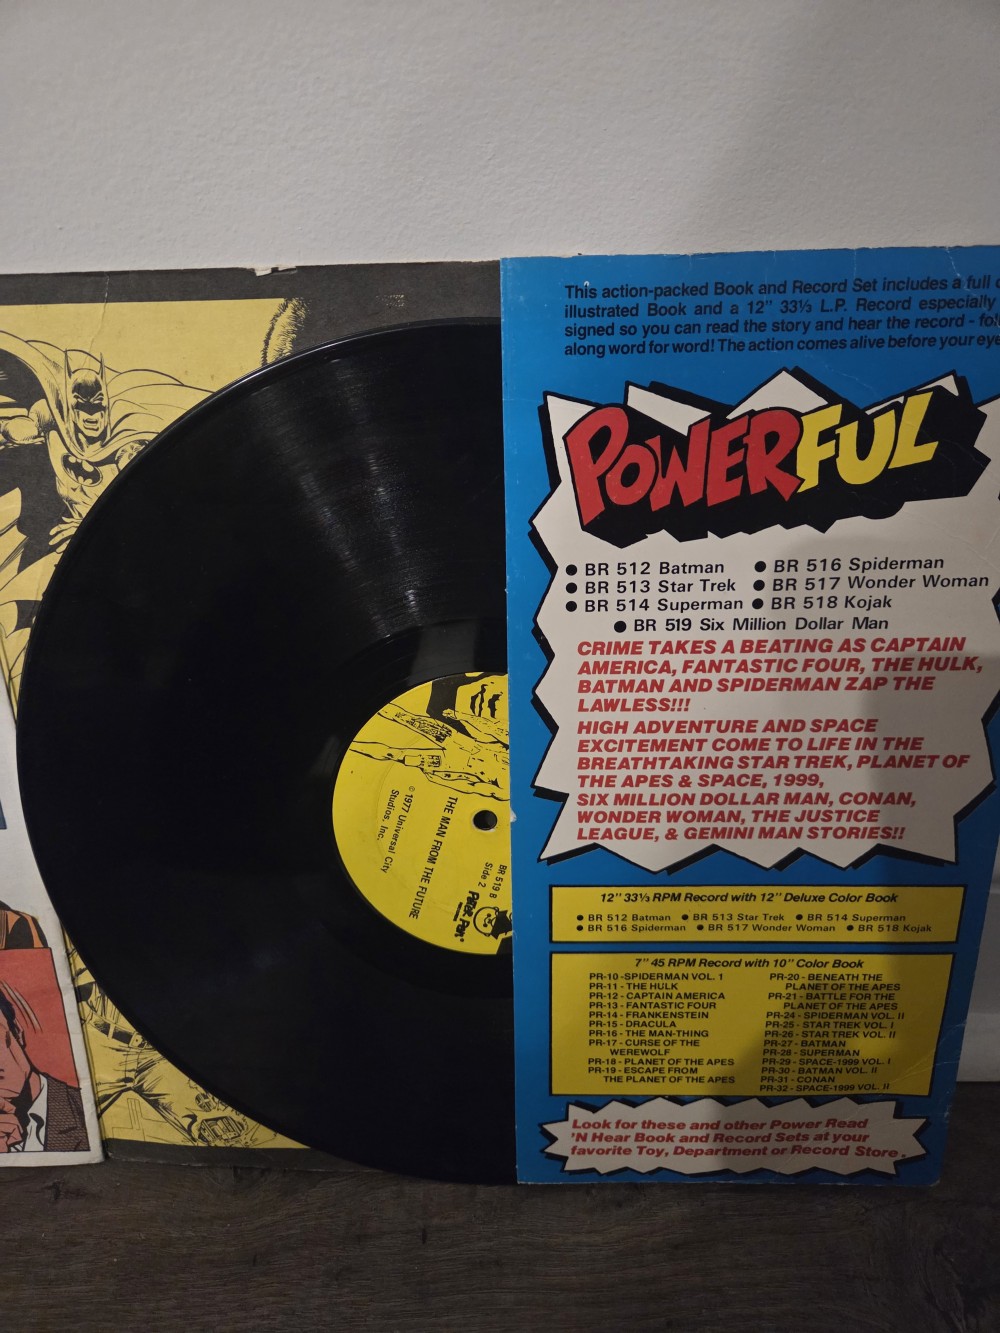 This action-packed Book and Record Set includes a full
illustrated Book and a 12" 33⅓ L.P. Record especially
signed so you can read the story and hear the record - fol
along word for word! The action comes alive before your eye
POWERFUL
● BR 512 Batman ● BR 516 Spiderman
● BR 513 Star Trek ● BR 517 Wonder Woman
● BR 514 Superman ● BR 518 Kojak
● BR 519 Six Million Dollar Man
CRIME TAKES A BEATING AS CAPTAIN
AMERICA, FANTASTIC FOUR, THE HULK,
BATMAN AND SPIDERMAN ZAP THE
LAWLESS!!!
HIGH ADVENTURE AND SPACE
EXCITEMENT COME TO LIFE IN THE
BREATHTAKING STAR TREK, PLANET OF
THE APES & SPACE, 1999,
SIX MILLION DOLLAR MAN, CONAN,
WONDER WOMAN, THE JUSTICE
LEAGUE, & GEMINI MAN STORIES!!
12" 33⅓ RPM Record with 12" Deluxe Color Book
● BR 512 Batman ● BR 513 Star Trek ● BR 514 Superman
● BR 516 Spiderman ● BR 517 Wonder Woman ● BR 518 Kojak
7" 45 RPM Record with 10" Color Book
PR-10-SPIDERMAN VOL. 1
PR-11 - THE HULK
PR-12 - CAPTAIN AMERICA
PR-13 - FANTASTIC FOUR
PR-14 - FRANKENSTEIN
PR-15 - DRACULA
PR-16 - THE MAN-THING
PR-17 - CURSE OF THE
WEREWOLF
PR-18 - PLANET OF THE APES
PR-19 - ESCAPE FROM
THE PLANET OF THE APES
PR-20 - BENEATH THE
PLANET OF THE APES
PR-21 - BATTLE FOR THE
PLANET OF THE APES
PR-24 - SPIDERMAN VOL. II
PR-25 - STAR TREK VOL. I
PR-26 - STAR TREK VOL. II
PR-27 - BATMAN
PR-28 - SUPERMAN
PR-29 - SPACE-1999 VOL. I
PR-30 - BATMAN VOL. II
PR-31 - CONAN
PR-32 - SPACE-1999 VOL. II
Look for these and other Power Read
'N Hear Book and Record Sets at your
favorite Toy, Department or Record Store.
BR 519 B
Side 2
Peter Pan
THE MAN FROM THE FUTURE
© 1977 Universal City
Studios, Inc.